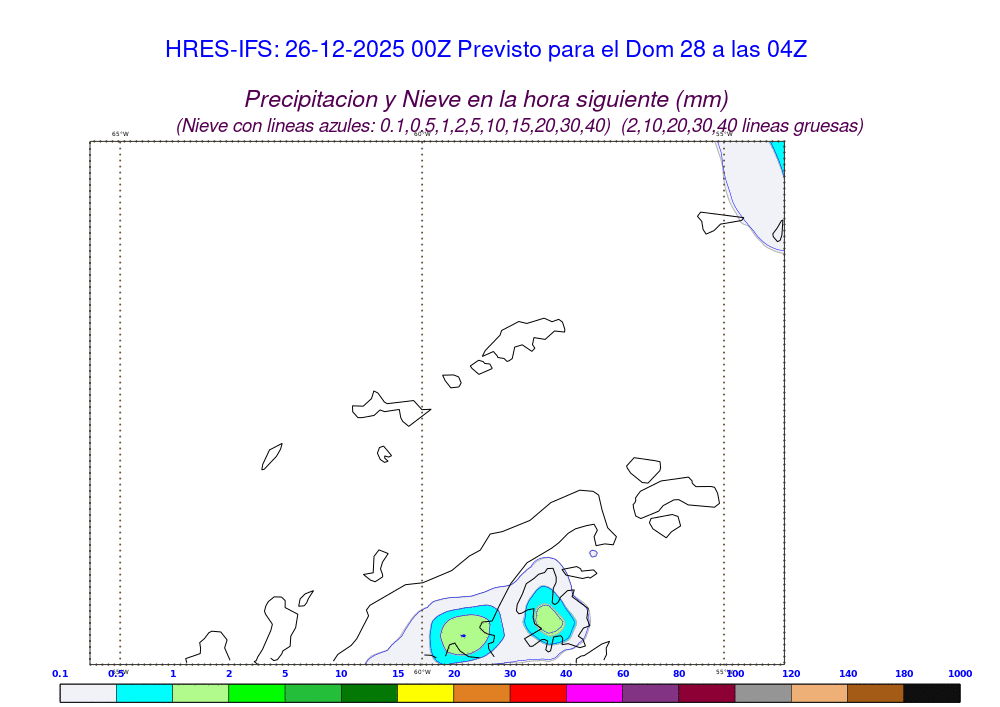 HRES-IFS: 26-12-2025 00Z Previsto para el Dom 28 a las 04Z
Precipitacion y Nieve en la hora siguiente (mm)
(Nieve con lineas azules: 0.1,0.5,1,2,5,10,15,20,30,40)  (2,10,20,30,40 lineas gruesas)
65°W 60°W 55°W
65°W 60°W 55°W
0.1 0.5 1 2 5 10 15 20 30 40 60 80 100 120 140 180 1000